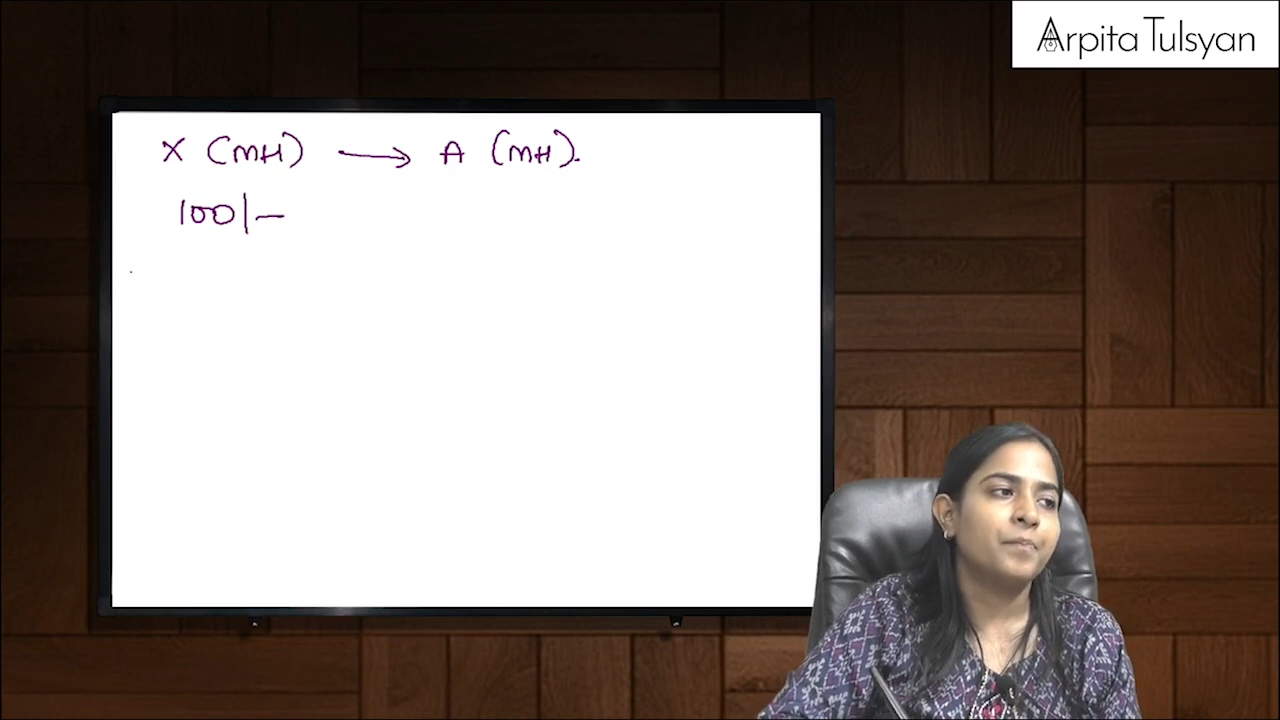 Arpita Tulsyan
X (MH) → A (MH).
100/-